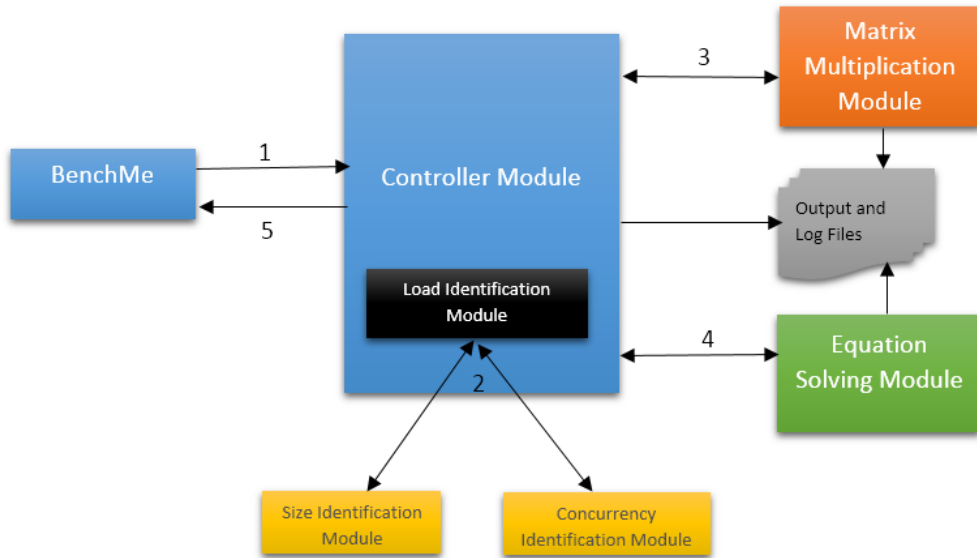 Matrix
Multiplication
Module
3
1
BenchMe
Controller Module
5
Output and
Log Files
Load Identification
Module
4
Equation
Solving Module
2
Size Identification
Module
Concurrency
Identification Module